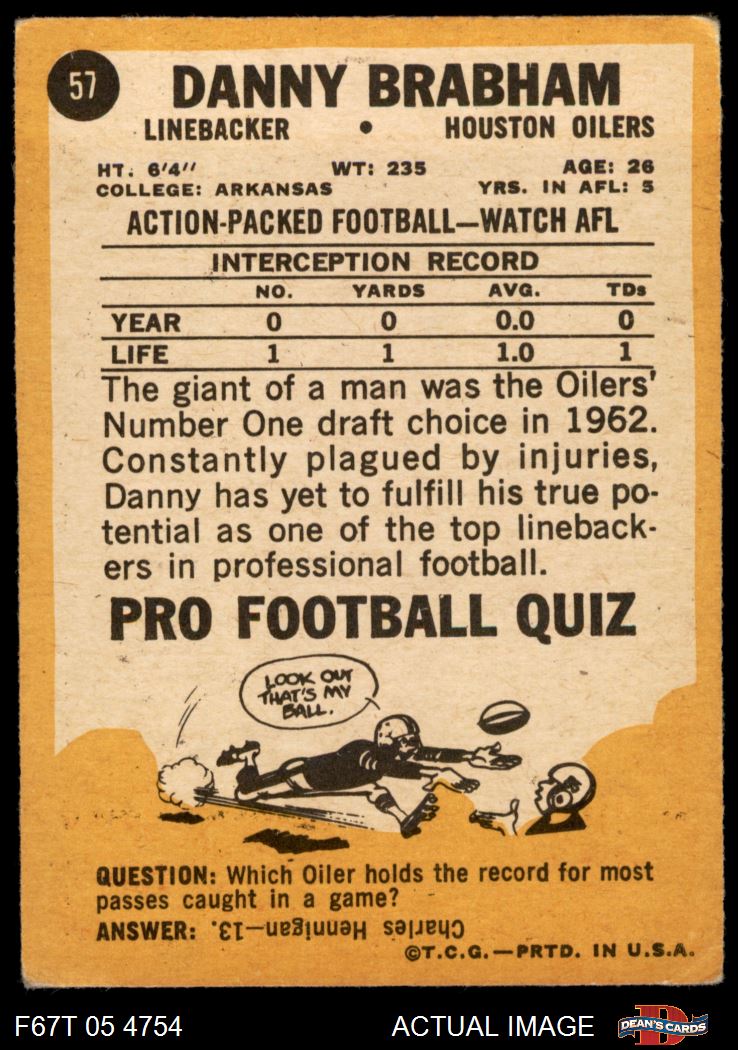 57
DANNY BRABHAM
LINEBACKER • HOUSTON OILERS
HT. 6'4'' WT: 235 AGE: 26
COLLEGE: ARKANSAS YRS. IN AFL: 5
ACTION-PACKED FOOTBALL—WATCH AFL
INTERCEPTION RECORD
NO. YARDS AVG. TDs
YEAR 0 0 0.0 0
LIFE 1 1 1.0 1
The giant of a man was the Oilers'
Number One draft choice in 1962.
Constantly plagued by injuries,
Danny has yet to fulfill his true po-
tential as one of the top lineback-
ers in professional football.
PRO FOOTBALL QUIZ
LOOK OUT
THAT'S MY
BALL.
QUESTION: Which Oiler holds the record for most
passes caught in a game?
ANSWER: Charles Hennigan—13.
©T.C.G.—PRTD. IN U.S.A.
F67T 05 4754 ACTUAL IMAGE
D
DEAN'S CARDS